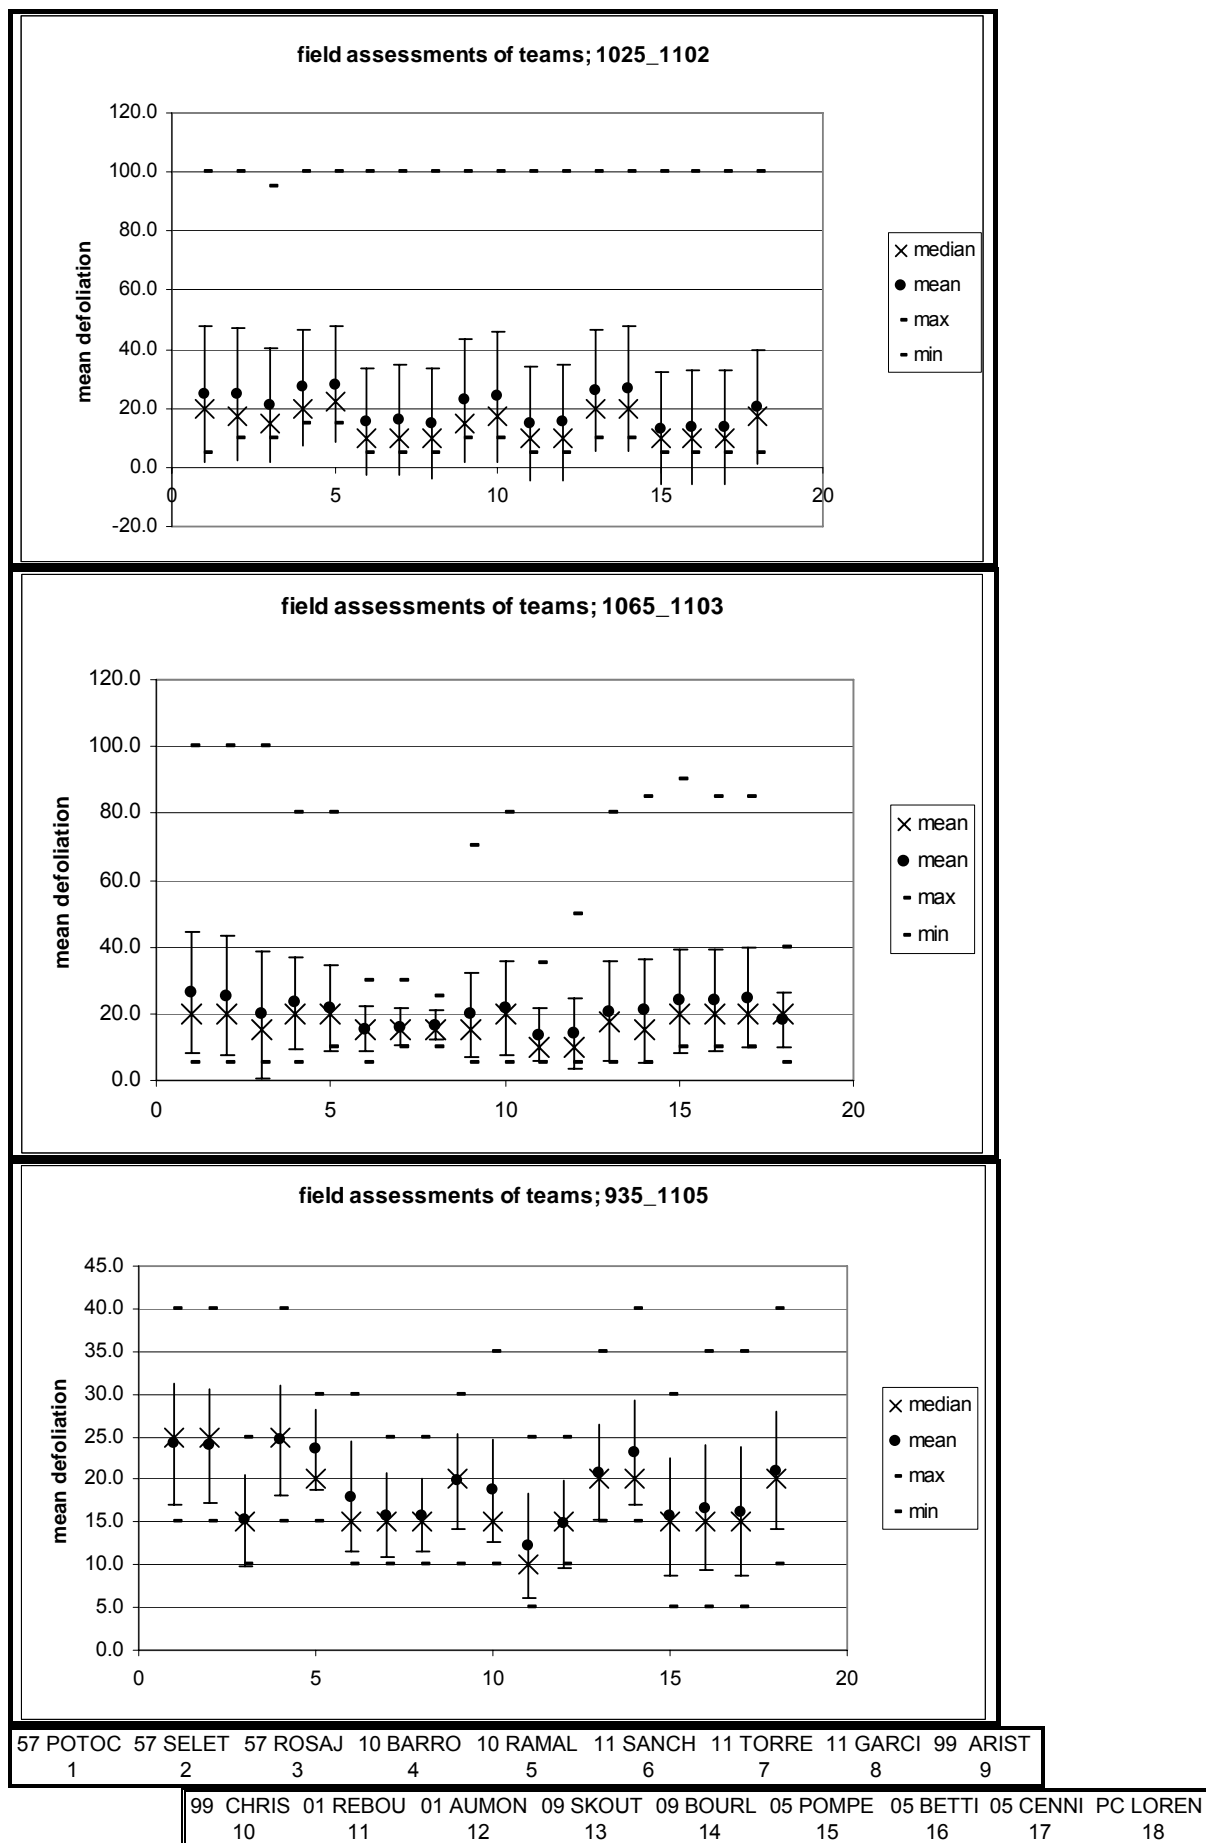 field assessments of teams; 1025_1102
120.0
100.0
80.0
60.0
40.0
20.0
0.0
-20.0
0 5 10 15 20
mean defoliation
median
mean
max
min
field assessments of teams; 1065_1103
120.0
100.0
80.0
60.0
40.0
20.0
0.0
0 5 10 15 20
mean defoliation
mean
mean
max
min
field assessments of teams; 935_1105
45.0
40.0
35.0
30.0
25.0
20.0
15.0
10.0
5.0
0.0
0 5 10 15 20
mean defoliation
median
mean
max
min
57 POTOC 57 SELET 57 ROSAJ 10 BARRO 10 RAMAL 11 SANCH 11 TORRE 11 GARCI 99 ARIST
1 2 3 4 5 6 7 8 9
99 CHRIS 01 REBOU 01 AUMON 09 SKOUT 09 BOURL 05 POMPE 05 BETTI 05 CENNI PC LOREN
10 11 12 13 14 15 16 17 18